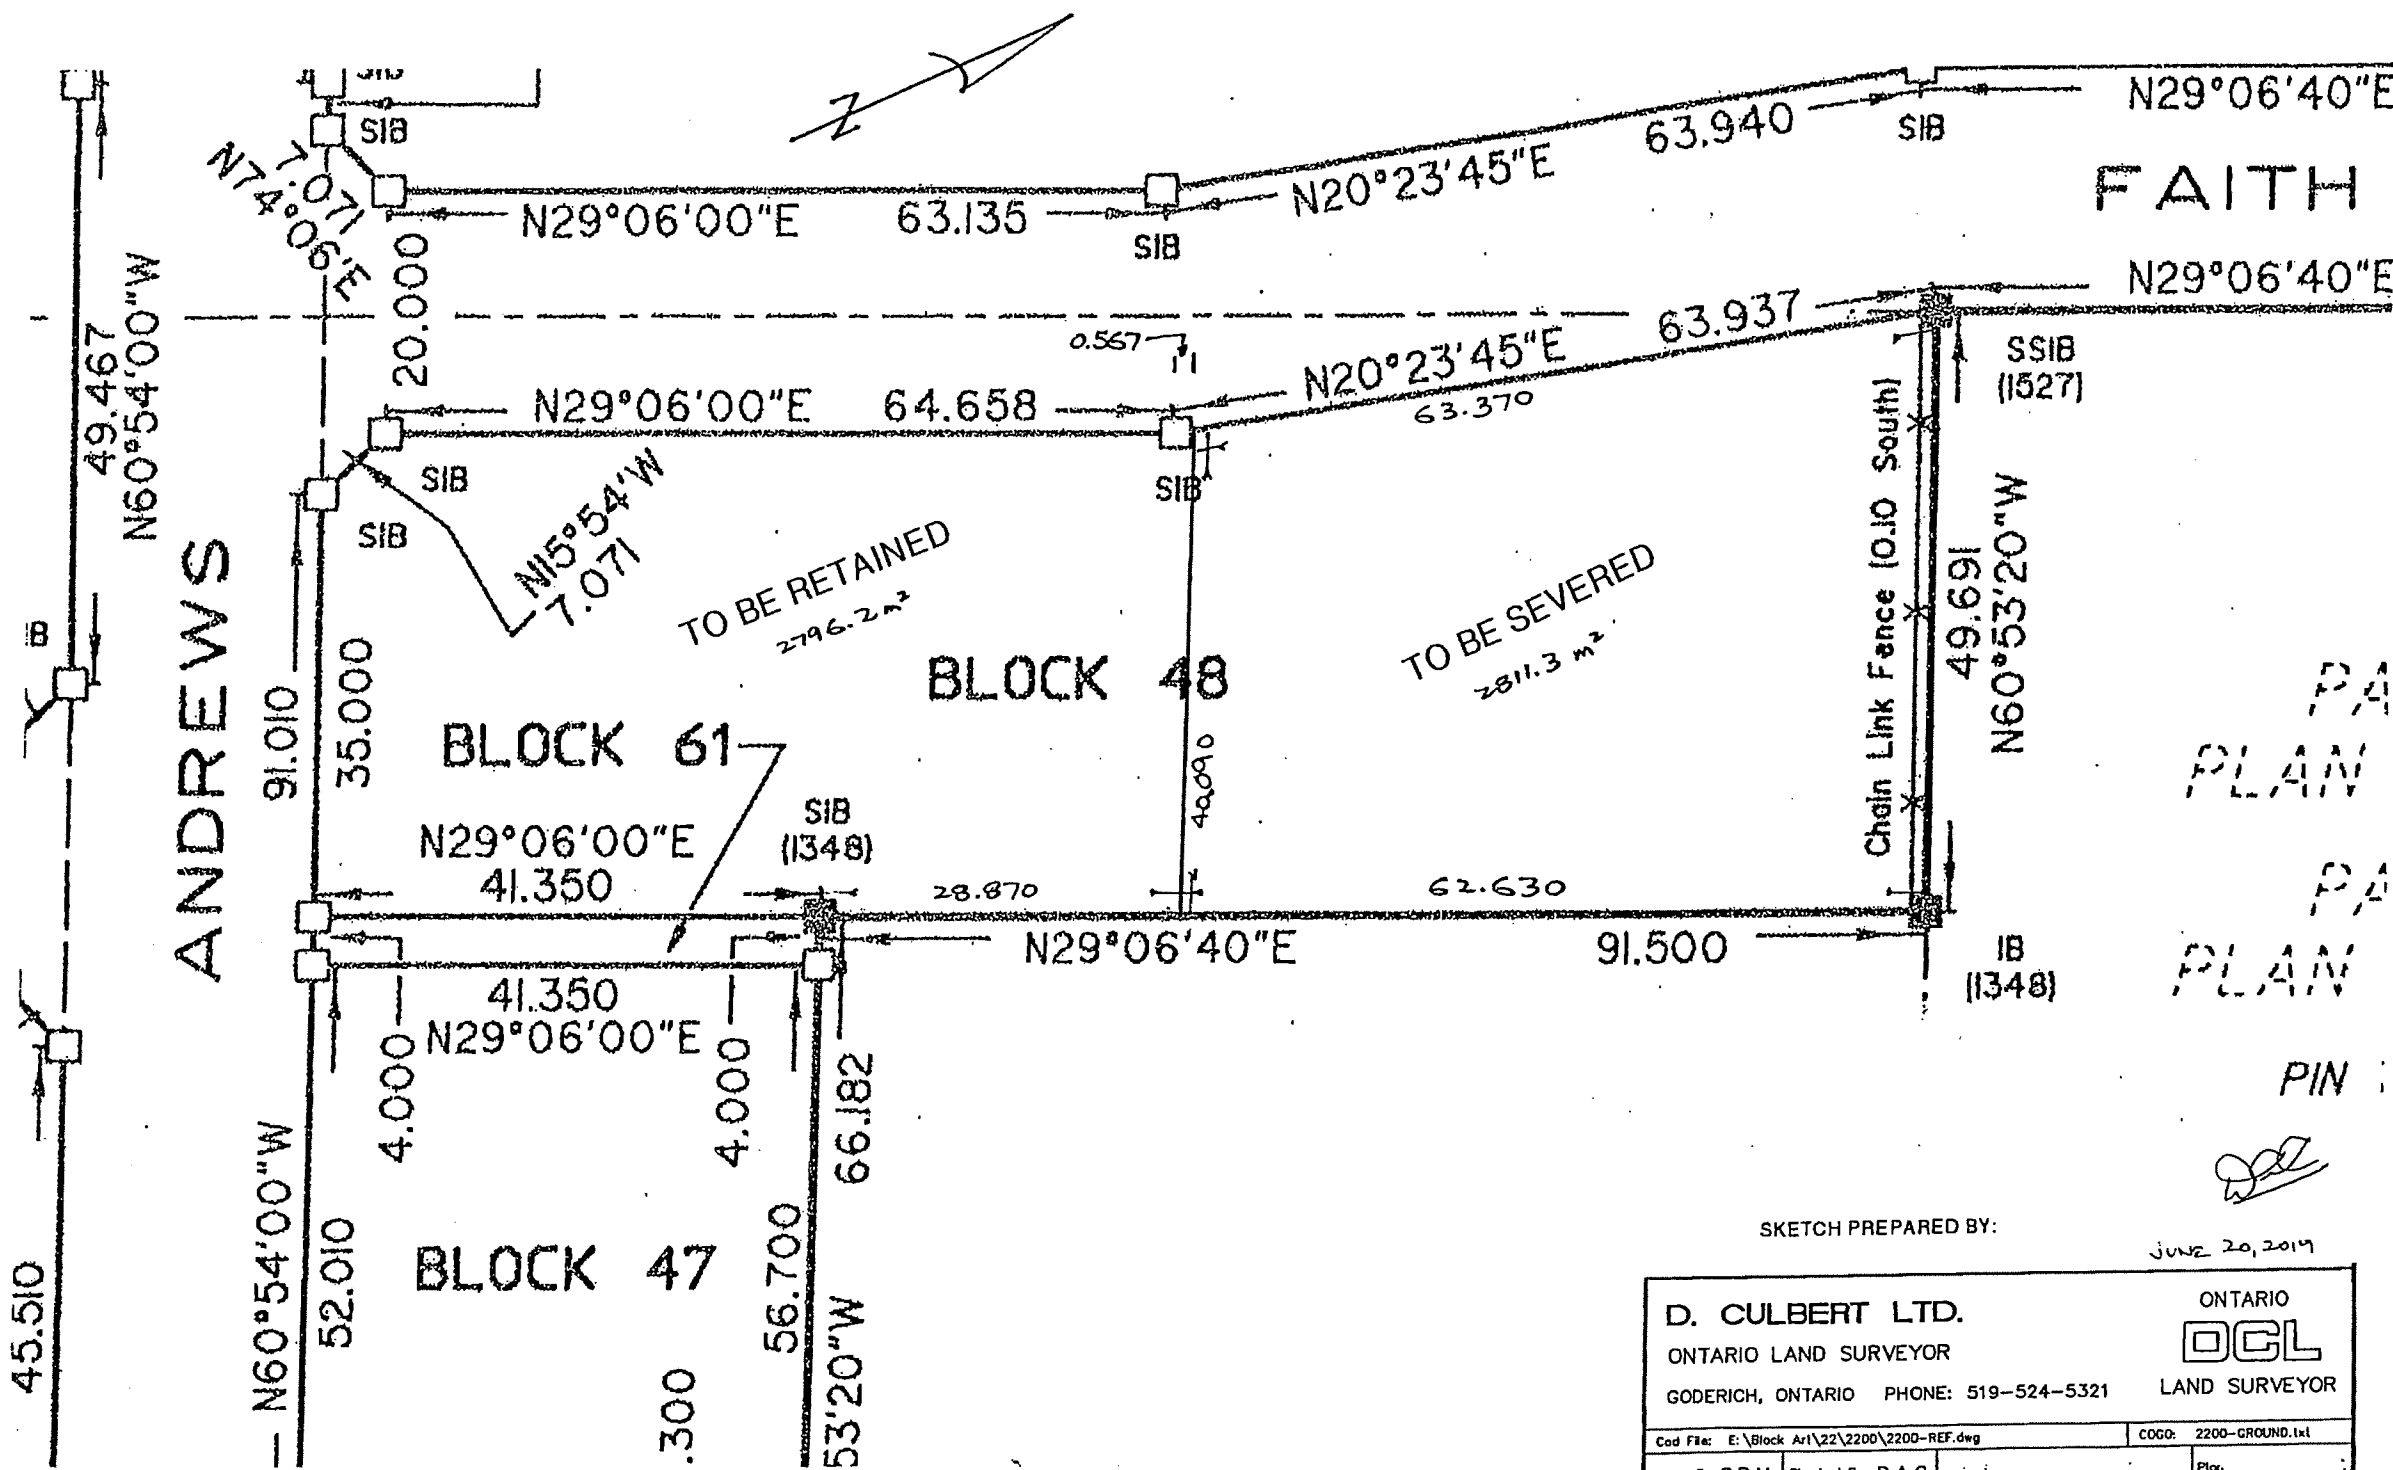 SIB
N29°06'40"E
N74°06'E
7.071
SIB
63.940
SIB
N20°23'45"E
N29°06'00"E
63.135
SIB
FAITH
20.000
N29°06'40"E
49.467
N60°54'00"W
0.567
N20°23'45"E
63.937
63.370
SSIB
(1527)
N29°06'00"E
64.658
SIB
SIB
SIB
N15°54'W
7.071
TO BE RETAINED
2796.2 m²
TO BE SEVERED
2811.3 m²
Chain Link Fence (0.10 South)
49.691
N60°53'20"W
IB
ANDREWS
91.010
35.000
BLOCK 48
BLOCK 61
40.090
PA
PLAN
SIB
(1348)
N29°06'00"E
41.350
28.870
62.630
PA
PLAN
N29°06'40"E
91.500
IB
(1348)
41.350
N29°06'00"E
4.000
4.000
66.182
PIN
N60°54'00"W
52.010
BLOCK 47
56.700
53'20"W
.300
45.510
SKETCH PREPARED BY:
JUNE 20, 2019
D. CULBERT LTD.
ONTARIO LAND SURVEYOR
GODERICH, ONTARIO PHONE: 519-524-5321
ONTARIO
DCL
LAND SURVEYOR
Cad File: E:\Block Art\22\2200\2200-REF.dwg
COGO: 2200-GROUND.txt